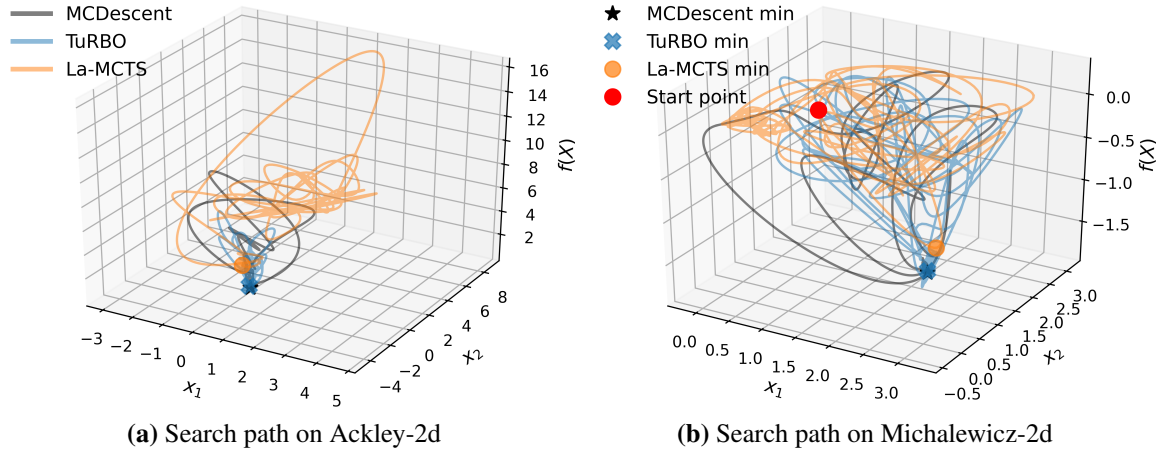 MCDescent
TuRBO
La-MCTS
16
14
12
10
8
6
4
2
f(X)
−3 −2 −1 0 1 2 3 4 5
x1
−4 −2 0 2 4 6 8
x2
MCDescent min
TuRBO min
La-MCTS min
Start point
0.0
−0.5
−1.0
−1.5
f(X)
0.0 0.5 1.0 1.5 2.0 2.5 3.0
x1
−0.5 0.0 0.5 1.0 1.5 2.0 2.5 3.0
x2
(a) Search path on Ackley-2d
(b) Search path on Michalewicz-2d